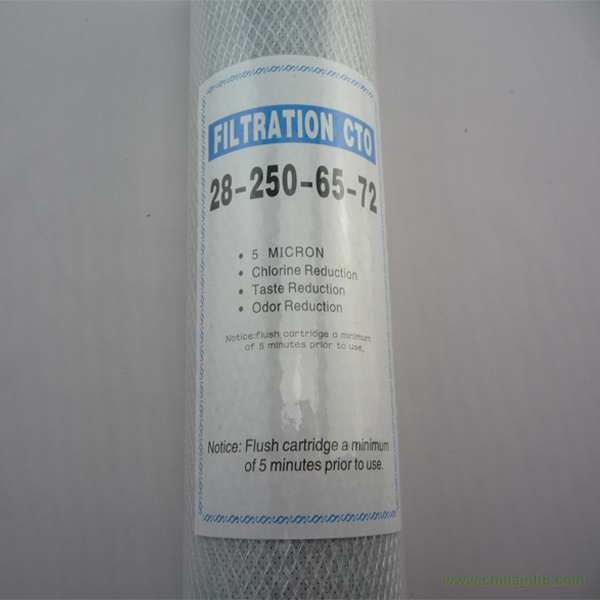 FILTRATION CTO
28-250-65-72
• 5 MICRON
• Chlorine Reduction
• Taste Reduction
• Odor Reduction
Notice:flush cartridge a minimum
of 5 minutes prior to use.
Notice: Flush cartridge a minimum
of 5 minutes prior to use.
www.chinajnhb.com